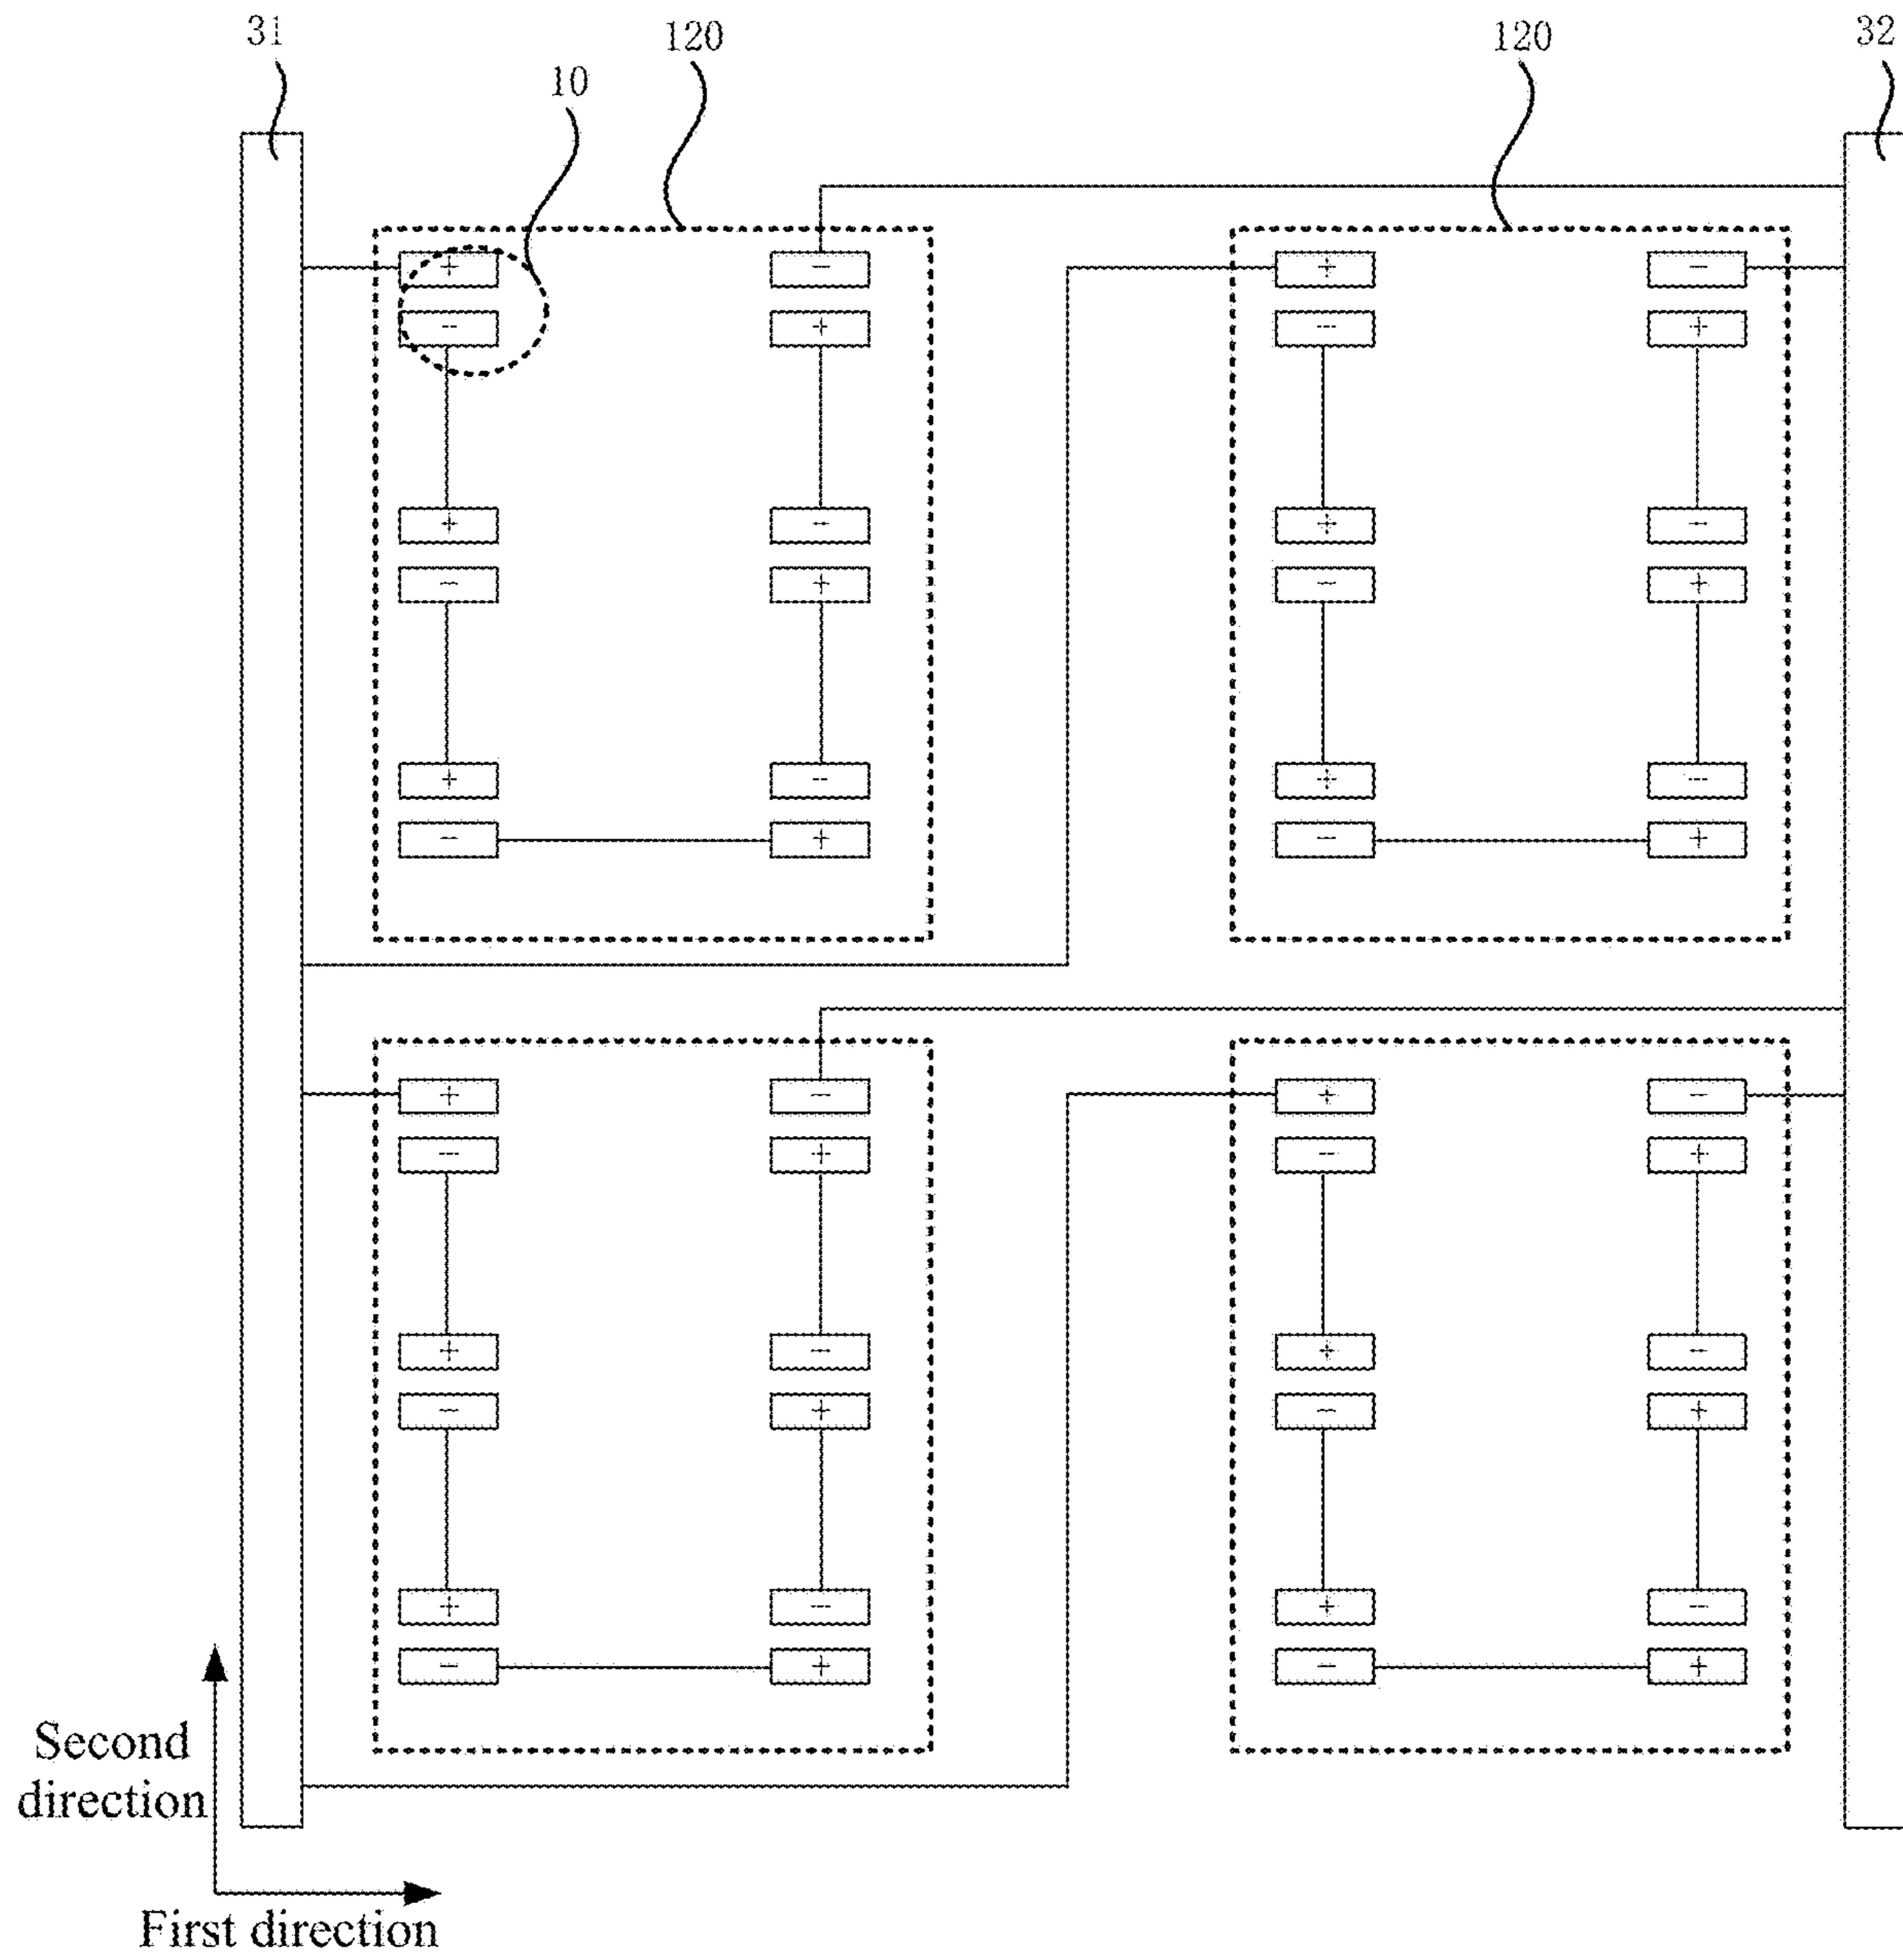 31
10
120
120
32
+ − + −
− + − +
+ − + −
− + − +
+ − + −
− + − +
+ − + −
− + − +
+ − + −
− + − +
+ − + −
− + − +
Second
direction
First direction